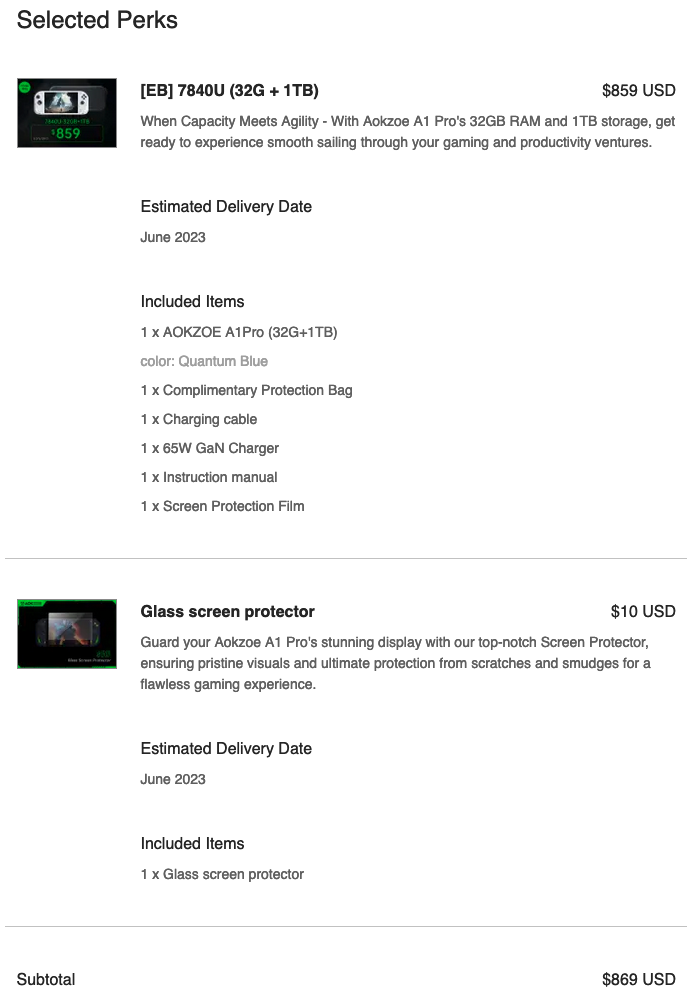 Selected Perks
[EB] 7840U (32G + 1TB)
$859 USD
7840U 32GB+1TB
$859
When Capacity Meets Agility - With Aokzoe A1 Pro's 32GB RAM and 1TB storage, get
ready to experience smooth sailing through your gaming and productivity ventures.
Estimated Delivery Date
June 2023
Included Items
1 x AOKZOE A1Pro (32G+1TB)
color: Quantum Blue
1 x Complimentary Protection Bag
1 x Charging cable
1 x 65W GaN Charger
1 x Instruction manual
1 x Screen Protection Film
Glass screen protector
$10 USD
Glass Screen Protector
Guard your Aokzoe A1 Pro's stunning display with our top-notch Screen Protector,
ensuring pristine visuals and ultimate protection from scratches and smudges for a
flawless gaming experience.
Estimated Delivery Date
June 2023
Included Items
1 x Glass screen protector
Subtotal
$869 USD